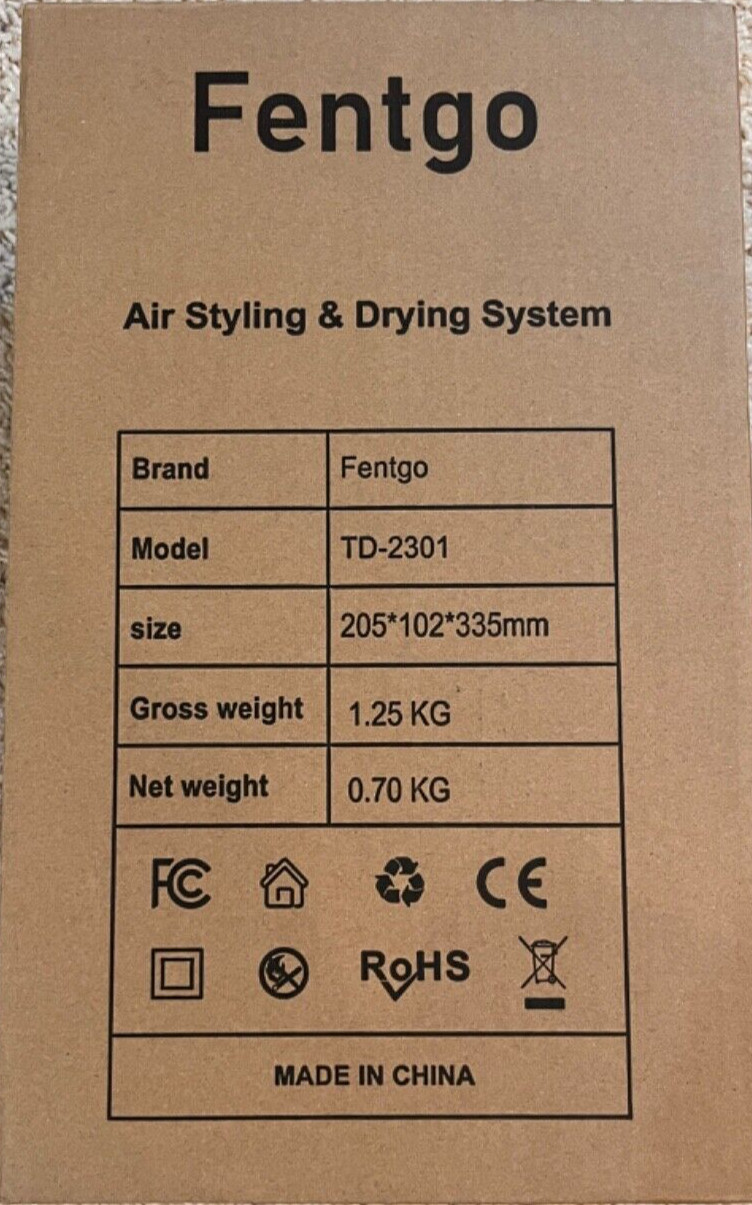 Fentgo
Air Styling & Drying System
Brand Fentgo
Model TD-2301
size 205*102*335mm
Gross weight 1.25 KG
Net weight 0.70 KG
FC CE
RoHS
MADE IN CHINA